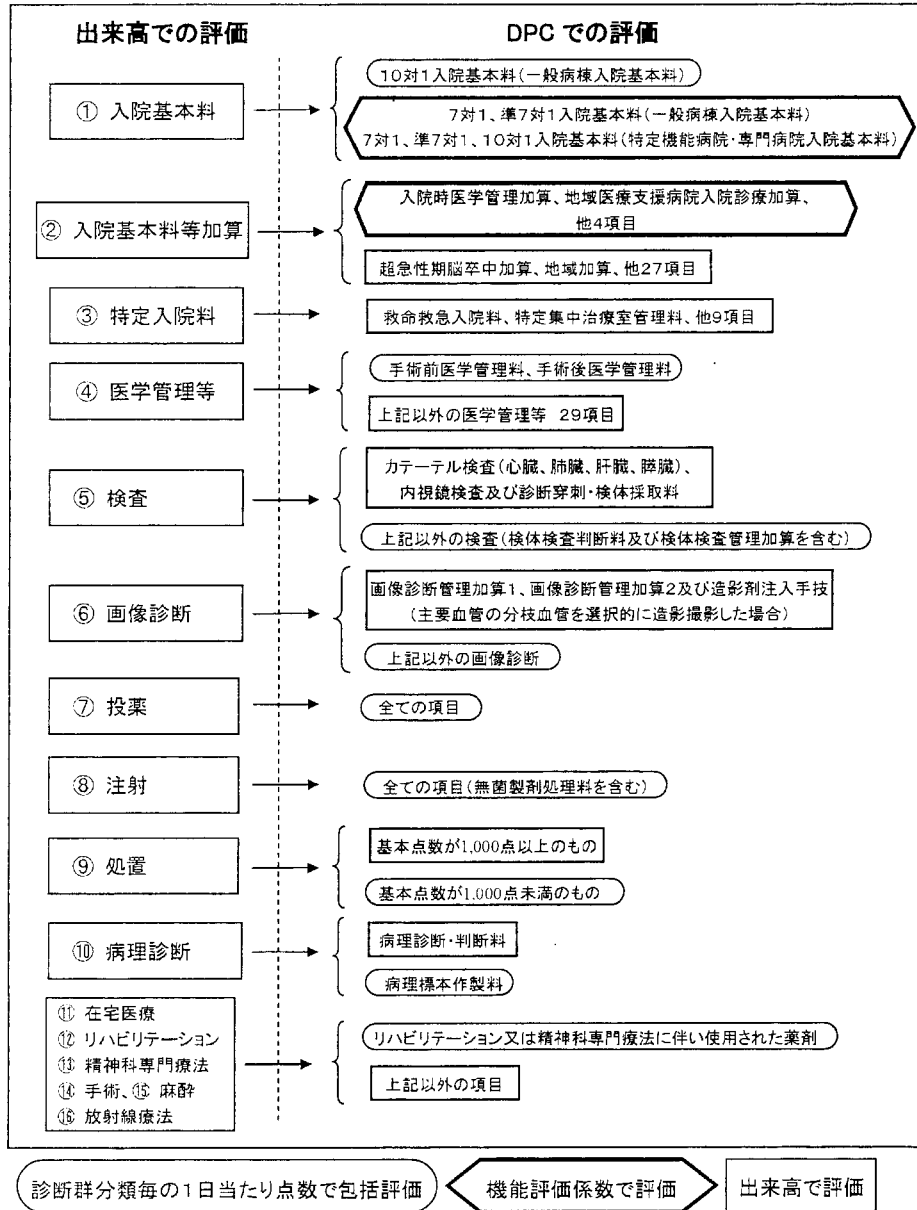 出来高での評価
DPC での評価
① 入院基本料
10対1入院基本料(一般病棟入院基本料)
7対1、準7対1入院基本料(一般病棟入院基本料)
7対1、準7対1、10対1入院基本料(特定機能病院・専門病院入院基本料)
② 入院基本料等加算
入院時医学管理加算、地域医療支援病院入院診療加算、
他4項目
超急性期脳卒中加算、地域加算、他27項目
③ 特定入院料
救命救急入院料、特定集中治療室管理料、他9項目
④ 医学管理等
手術前医学管理料、手術後医学管理料
上記以外の医学管理等 29項目
⑤ 検査
カテーテル検査(心臓、肺臓、肝臓、膵臓)、
内視鏡検査及び診断穿刺・検体採取料
上記以外の検査(検体検査判断料及び検体検査管理加算を含む)
⑥ 画像診断
画像診断管理加算1、画像診断管理加算2及び造影剤注入手技
(主要血管の分枝血管を選択的に造影撮影した場合)
上記以外の画像診断
⑦ 投薬
全ての項目
⑧ 注射
全ての項目(無菌製剤処理料を含む)
⑨ 処置
基本点数が1,000点以上のもの
基本点数が1,000点未満のもの
⑩ 病理診断
病理診断・判断料
病理標本作製料
⑪ 在宅医療
⑫ リハビリテーション
⑬ 精神科専門療法
⑭ 手術、⑮ 麻酔
⑯ 放射線療法
リハビリテーション又は精神科専門療法に伴い使用された薬剤
上記以外の項目
診断群分類毎の1日当たり点数で包括評価
機能評価係数で評価
出来高で評価